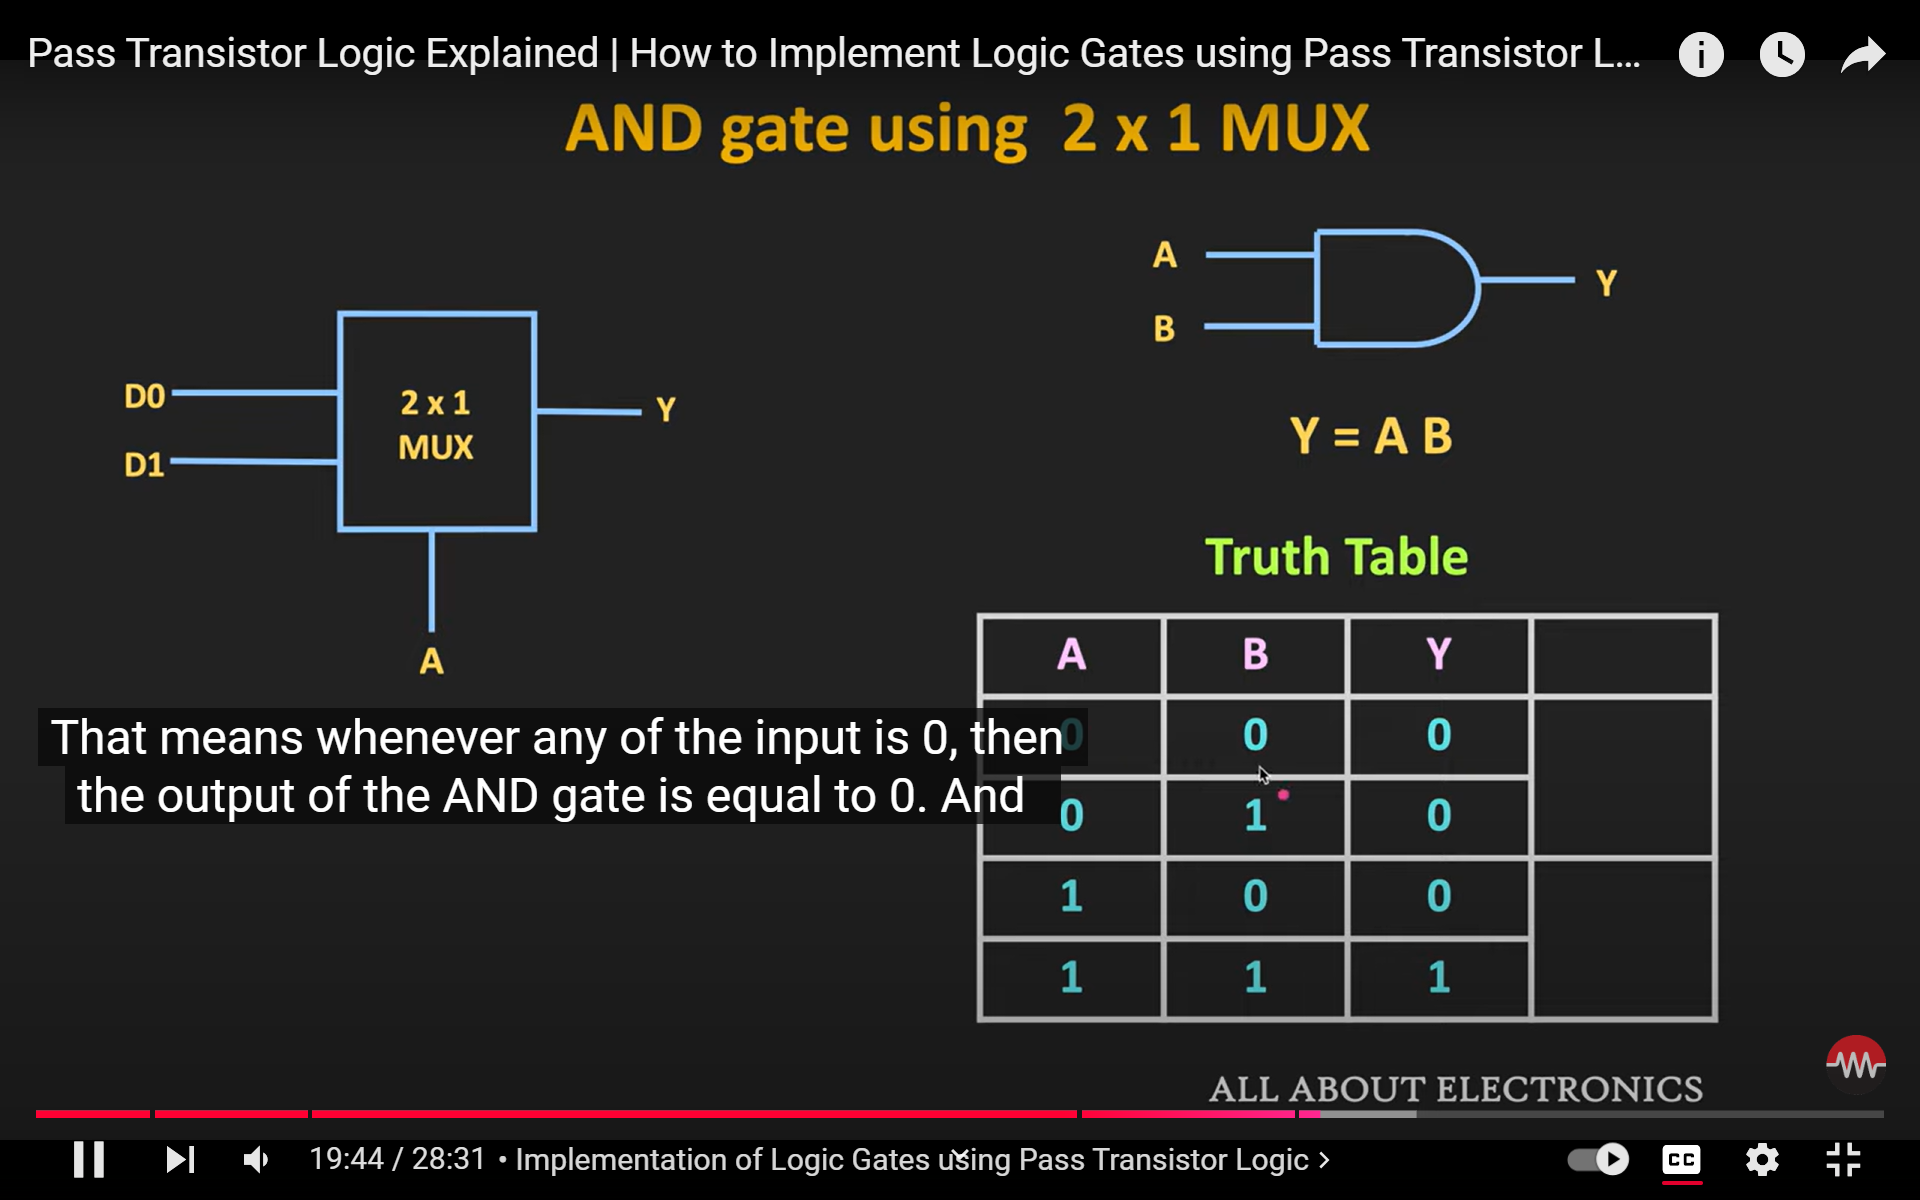 Pass Transistor Logic Explained | How to Implement Logic Gates using Pass Transistor L...
AND gate using 2 x 1 MUX
A
B
Y
Y = A B
D0
D1
2 x 1
MUX
Y
A
Truth Table
A B Y
0 0 0
0 1 0
1 0 0
1 1 1
That means whenever any of the input is 0, then
the output of the AND gate is equal to 0. And
ALL ABOUT ELECTRONICS
19:44 / 28:31 • Implementation of Logic Gates using Pass Transistor Logic >
CC